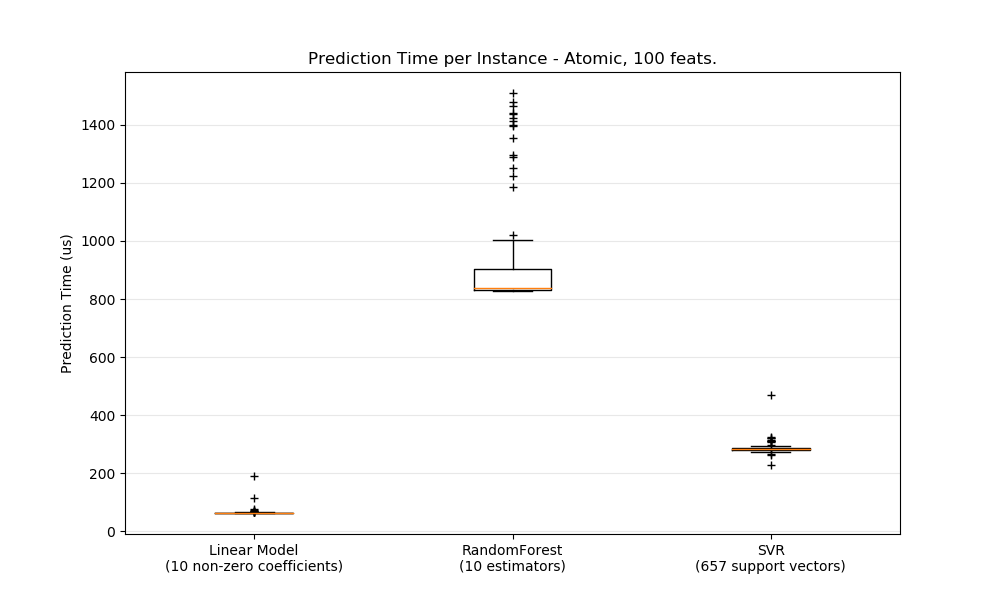 Prediction Time per Instance - Atomic, 100 feats.
Prediction Time (us)
1400
1200
1000
800
600
400
200
0
Linear Model
(10 non-zero coefficients)
RandomForest
(10 estimators)
SVR
(657 support vectors)